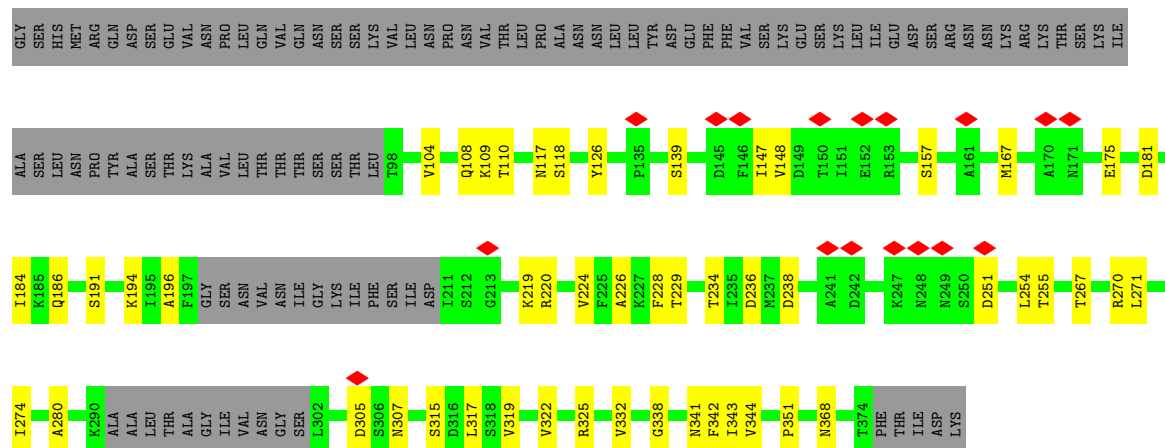 GLY SER HIS MET ARG GLN ASP SER GLU VAL ASN PRO LEU GLN VAL GLN ASN SER SER LYS VAL LEU ASN PRO ASN VAL THR LEU PRO ALA ASN ASN LEU LEU TYR ASP GLU PHE PHE VAL SER LYS GLU SER LYS LEU ILE GLU ASP SER ARG ASN ASN LYS ARG LYS THR SER LYS ILE
ALA SER LEU ASN PRO TYR ALA SER THR LYS ALA VAL LEU THR THR THR SER SER THR LEU T98 V104 Q108 K109 T110 N117 S118 Y126 P135 S139 D145 F146 I147 V148 D149 T150 I151 E152 R153 S157 A161 M167 A170 N171 E175 D181
I184 K185 Q186 S191 K194 I195 A196 F197 GLY SER ASN VAL ASN ILE GLY LYS ILE PHE SER ILE ASP I211 S212 G213 K219 R220 V224 F225 A226 K227 F228 T229 T234 I235 D236 M237 D238 A241 D242 K247 N248 N249 S250 D251 L254 T255 T267 R270 L271
I274 A280 K290 ALA ALA LEU THR ALA GLY ILE VAL ASN GLY SER L302 D305 S306 N307 S315 D316 L317 S318 V319 V322 R325 V332 G338 N341 F342 I343 V344 P351 N368 T374 PHE THR ILE ASP LYS